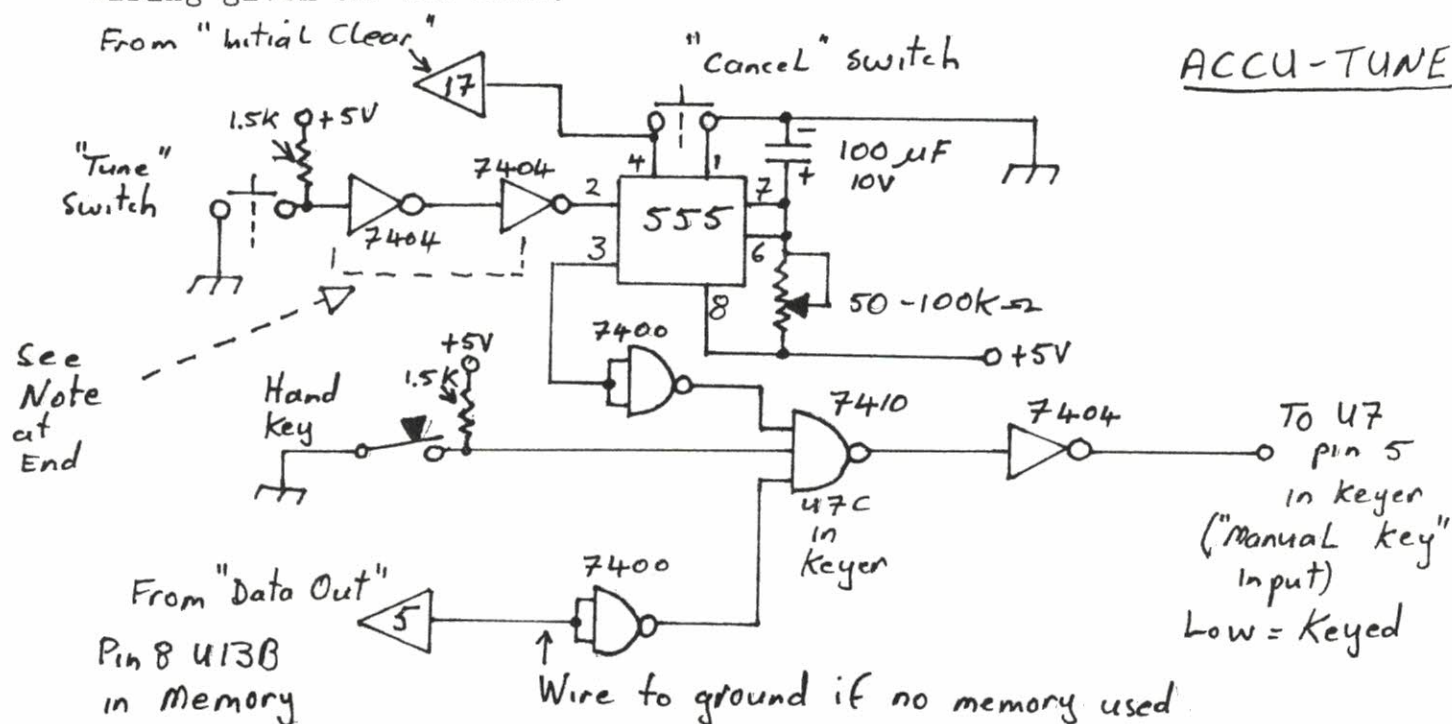 From "Initial Clear"
17
"Cancel" Switch
ACCU-TUNE
1.5K
+5V
"Tune"
Switch
7404
7404
2
4
1
7
555
3
6
8
100 µF
10V
- 
+
50-100KΩ
+5V
See
Note
at
End
Hand
Key
+5V
1.5K
7400
7410
7404
U7C
in
Keyer
To U7
pin 5
in Keyer
("Manual Key"
Input)
Low = Keyed
From "Data Out"
5
Pin 8 U13B
in Memory
7400
Wire to ground if no memory used